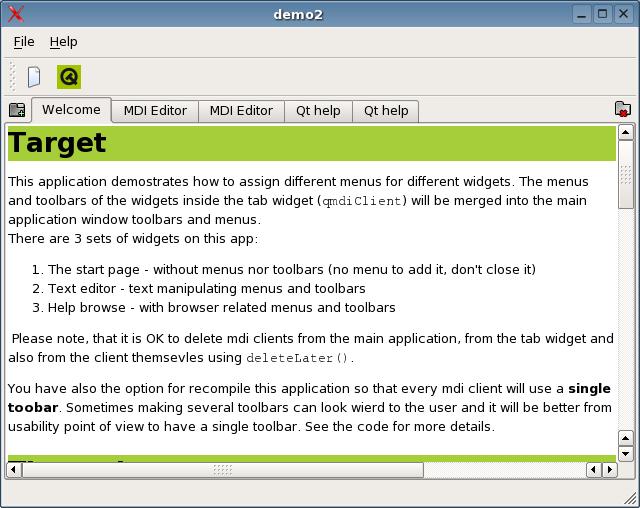 demo2
File Help
Welcome MDI Editor MDI Editor Qt help Qt help
Target
This application demostrates how to assign different menus for different widgets. The menus
and toolbars of the widgets inside the tab widget (qmdiClient) will be merged into the main
application window toolbars and menus.
There are 3 sets of widgets on this app:
1. The start page - without menus nor toolbars (no menu to add it, don't close it)
2. Text editor - text manipulating menus and toolbars
3. Help browse - with browser related menus and toolbars
Please note, that it is OK to delete mdi clients from the main application, from the tab widget and
also from the client themsevles using deleteLater().
You have also the option for recompile this application so that every mdi client will use a single
toobar. Sometimes making several toolbars can look wierd to the user and it will be better from
usability point of view to have a single toolbar. See the code for more details.